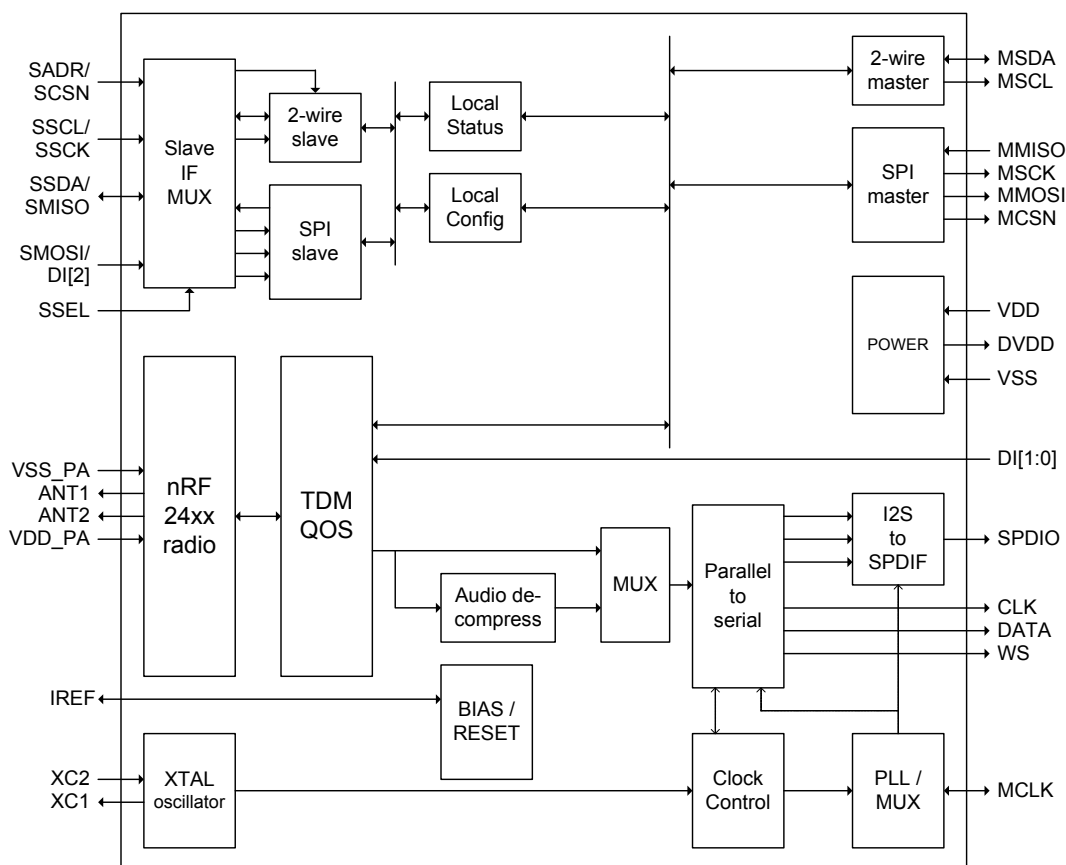 SADR/
SCSN
SSCL/
SSCK
SSDA/
SMISO
SMOSI/
DI[2]
SSEL
Slave
IF
MUX
2-wire
slave
SPI
slave
Local
Status
Local
Config
2-wire
master
MSDA
MSCL
SPI
master
MMISO
MSCK
MMOSI
MCSN
POWER
VDD
DVDD
VSS
DI[1:0]
VSS_PA
ANT1
ANT2
VDD_PA
nRF
24xx
radio
TDM
QOS
Audio de-
compress
MUX
Parallel
to
serial
I2S
to
SPDIF
SPDIO
CLK
DATA
WS
IREF
BIAS /
RESET
XC2
XC1
XTAL
oscillator
Clock
Control
PLL /
MUX
MCLK